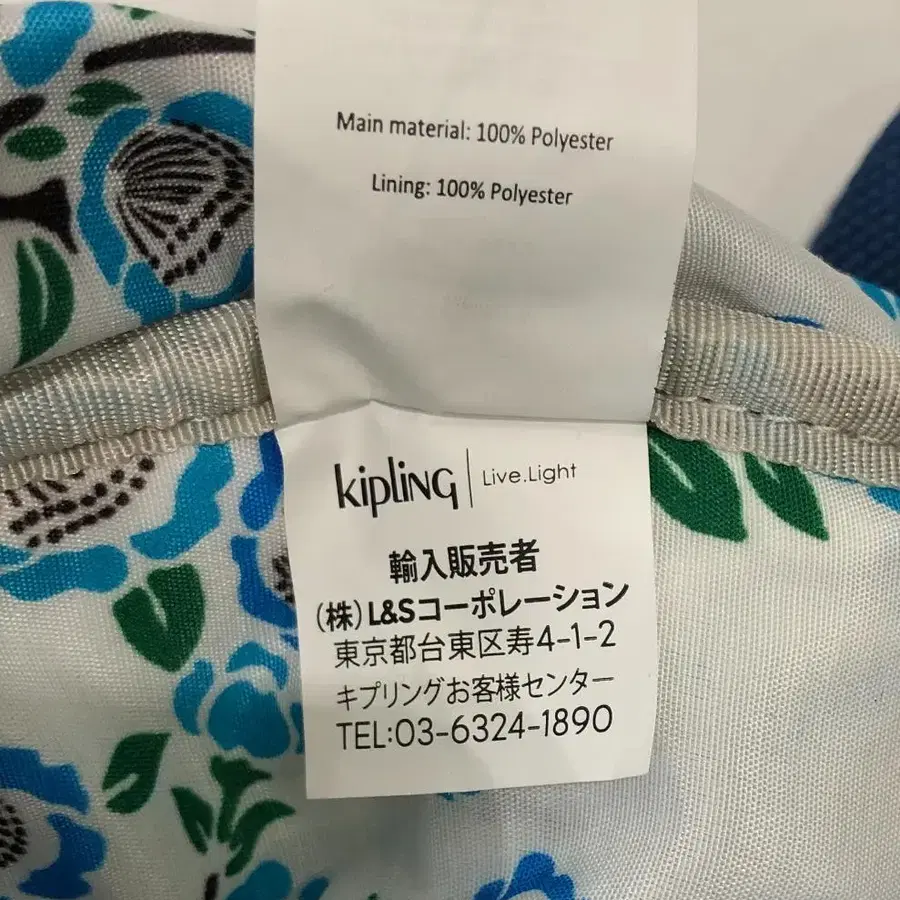 Main material: 100% Polyester
Lining: 100% Polyester
kipling | Live.Light
輸入販売者
(株)L&Sコーポレーション
東京都台東区寿4-1-2
キプリングお客様センター
TEL:03-6324-1890